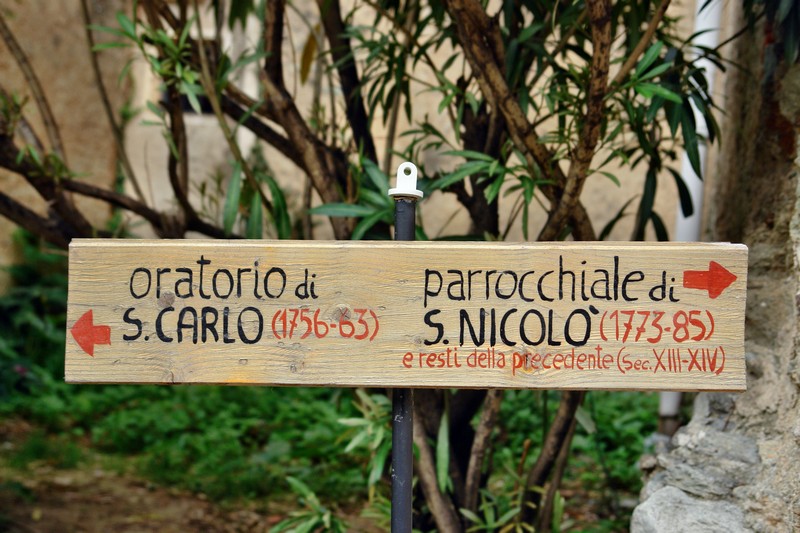 oratorio di
S. CARLO (1756-63)
parrocchiale di
S. NICOLO' (1773-85)
e resti della precedente (sec. XIII-XIV)